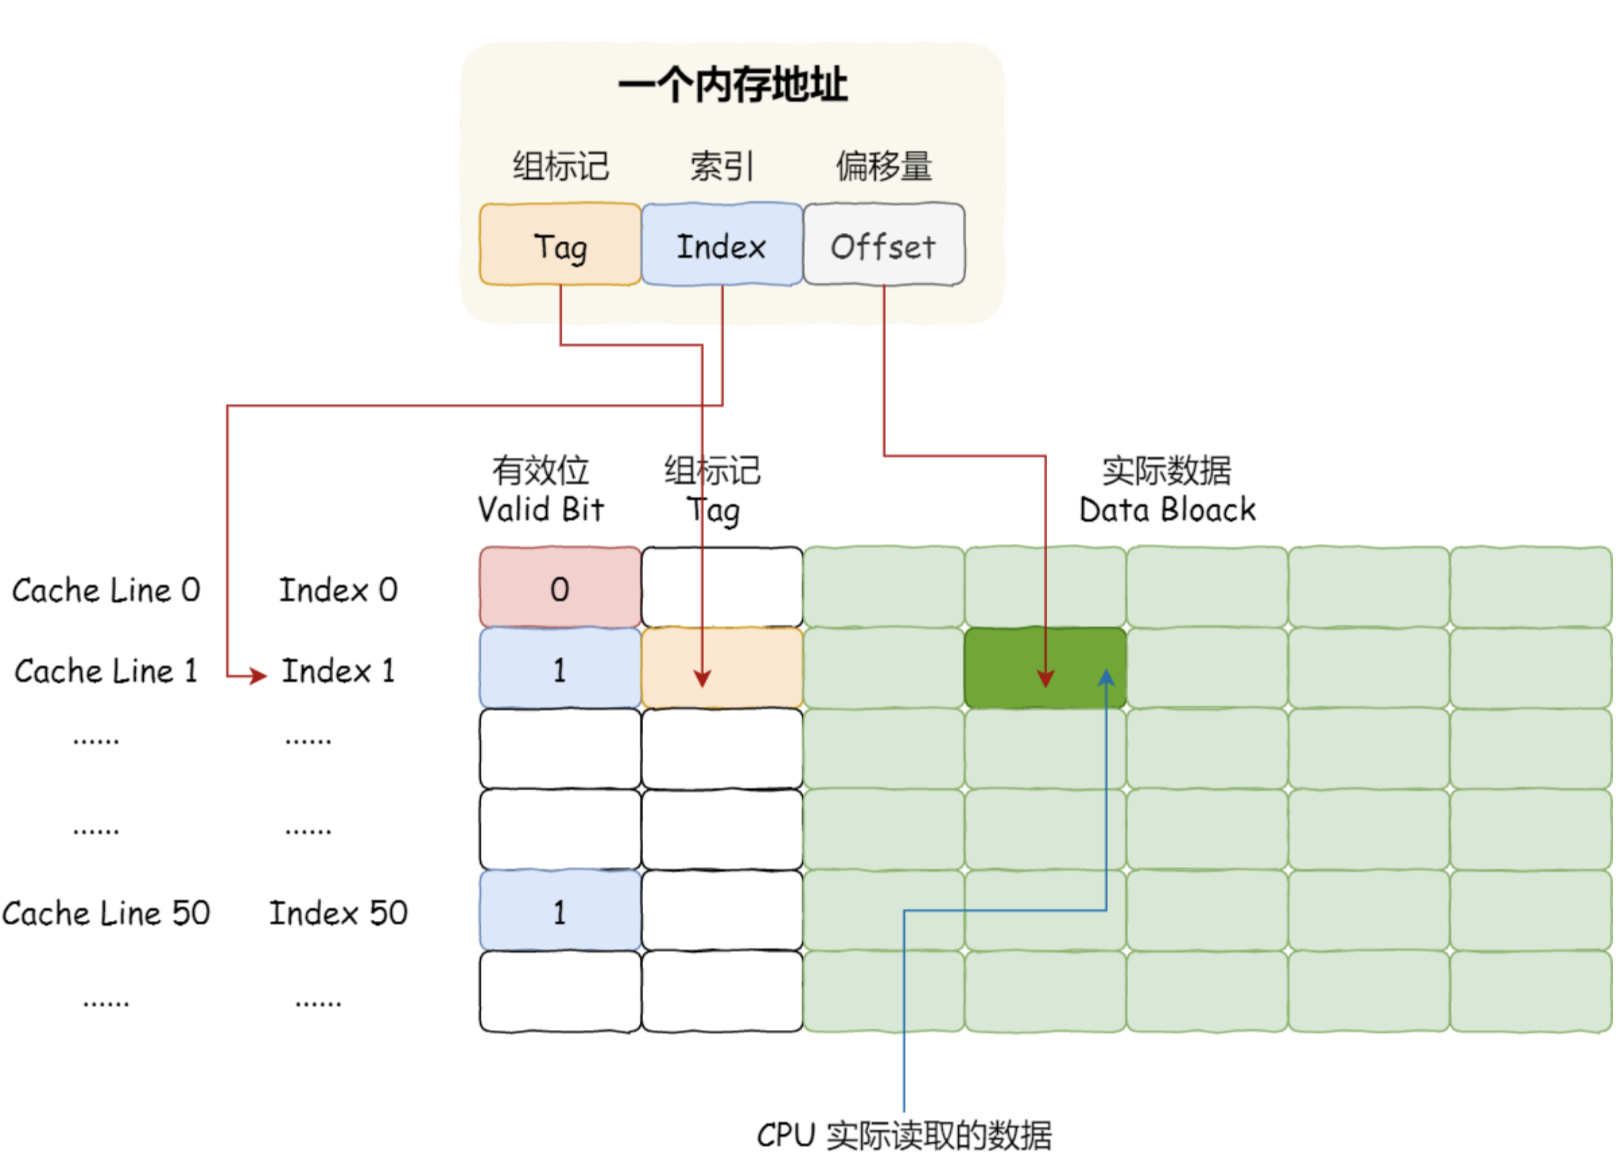 一个内存地址
组标记 索引 偏移量
Tag Index Offset
有效位 组标记 实际数据
Valid Bit Tag Data Bloack
Cache Line 0 Index 0 0
Cache Line 1 Index 1 1
...... ......
...... ......
Cache Line 50 Index 50 1
...... ......
CPU 实际读取的数据